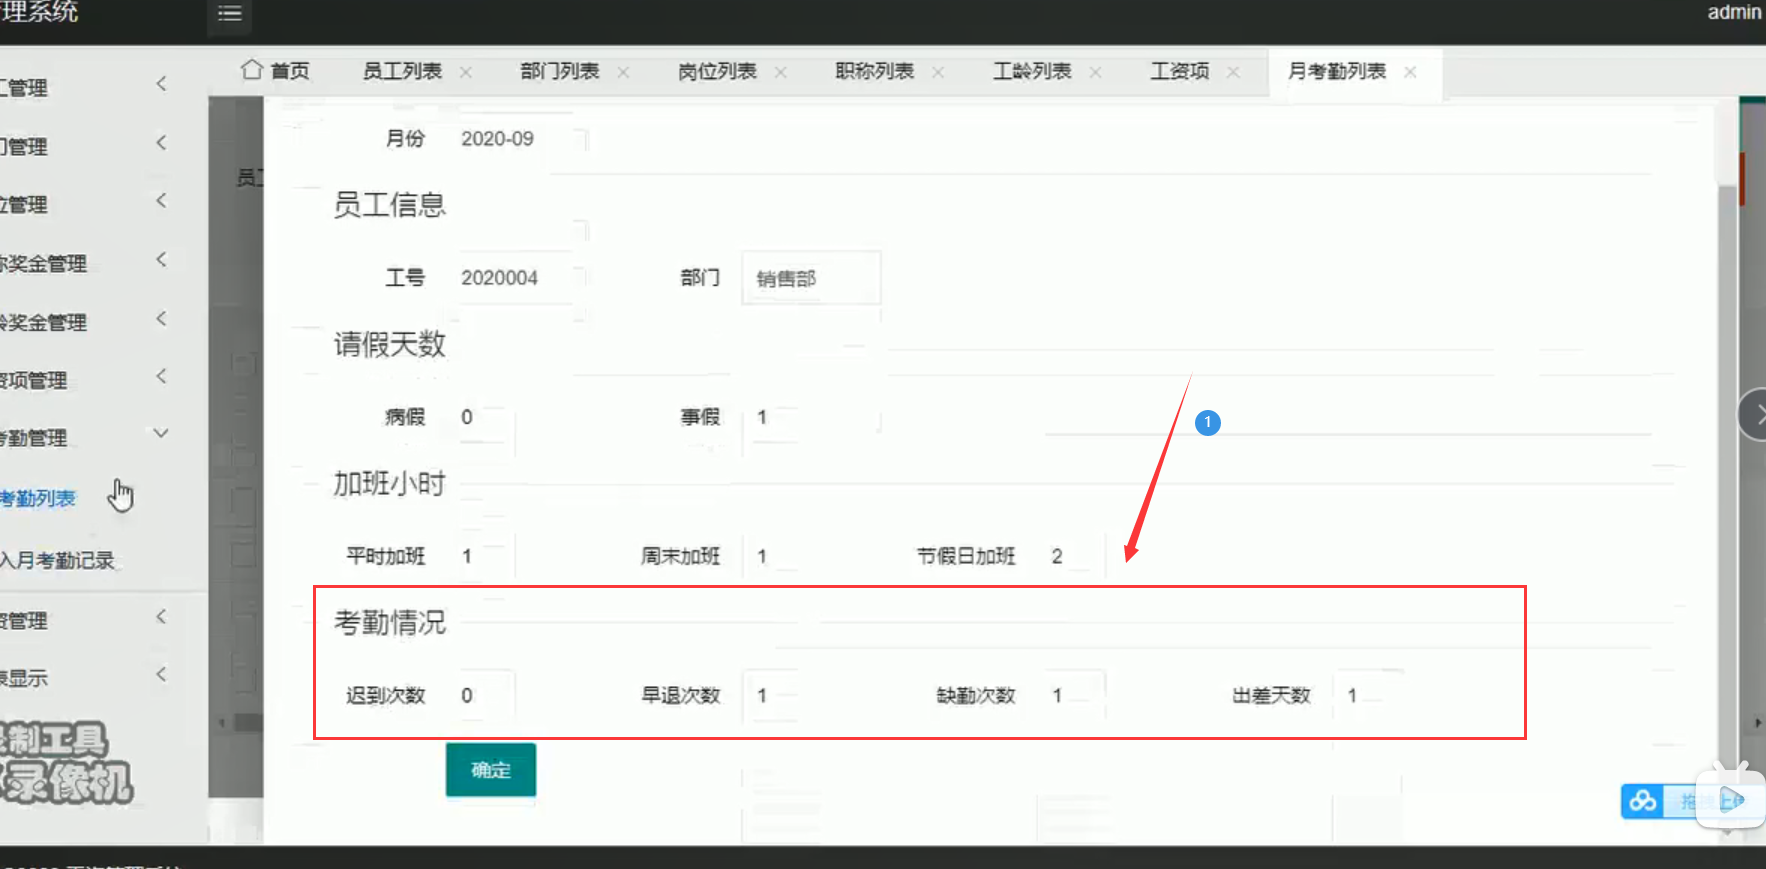 理系统
admin
首页 员工列表 部门列表 岗位列表 职称列表 工龄列表 工资项 月考勤列表
工管理
门管理
位管理
称奖金管理
龄奖金管理
资项管理
考勤管理
考勤列表
入月考勤记录
资管理
表显示
制工具
录像机
员工
月份 2020-09
员工信息
工号 2020004 部门 销售部
请假天数
病假 0 事假 1
1
加班小时
平时加班 1 周末加班 1 节假日加班 2
考勤情况
迟到次数 0 早退次数 1 缺勤次数 1 出差天数 1
确定